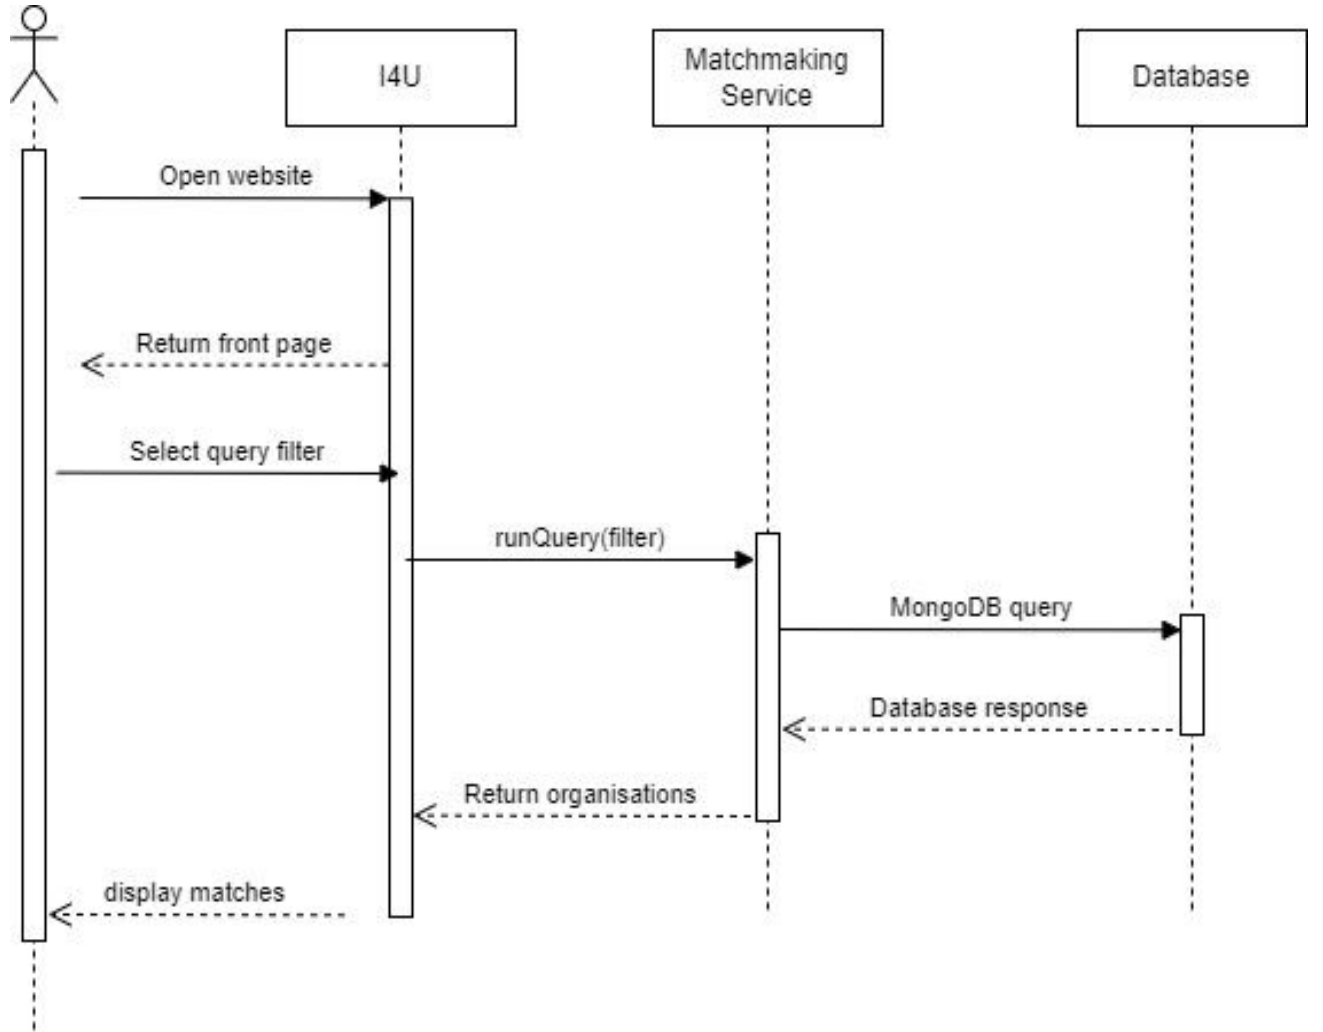 I4U
Matchmaking
Service
Database
Open website
Return front page
Select query filter
runQuery(filter)
MongoDB query
Database response
Return organisations
display matches